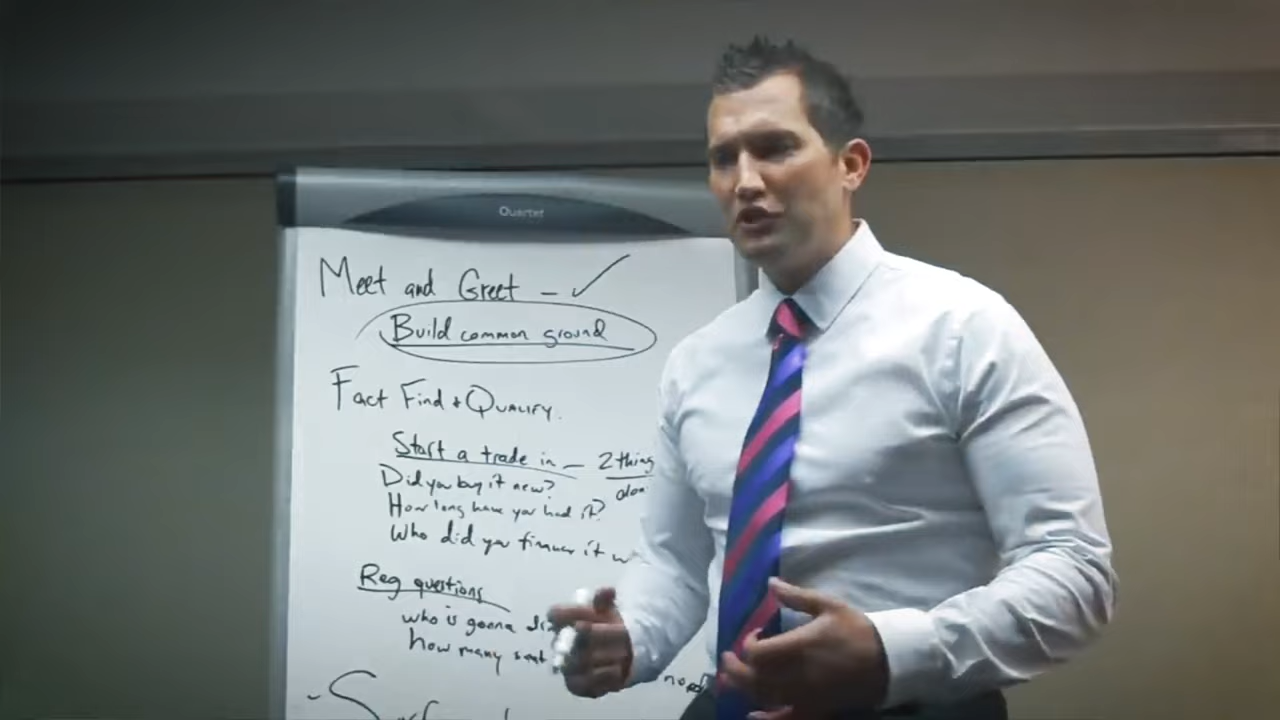 Quartet
Meet and Greet - ✓
Build common ground
Fact Find + Qualify.
Start a trade in - 2 thing
Did you buy it new?
How long have you had it?
Who did you finance it w
Reg questions
who is gonna
how many seat